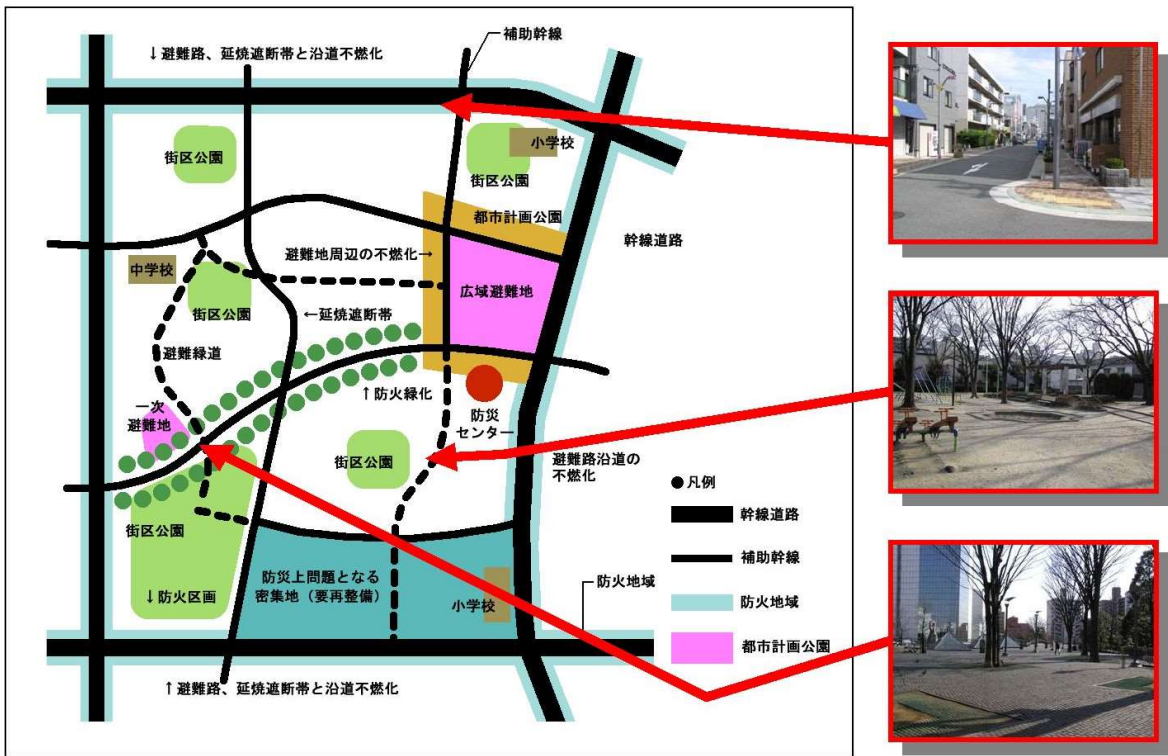 補助幹線
↓避難路、延焼遮断帯と沿道不燃化
小学校
街区公園
街区公園
都市計画公園
幹線道路
避難地周辺の不燃化→
中学校
広域避難地
街区公園
←延焼遮断帯
避難緑道
↑防火緑化
一次
避難地
防災
センター
街区公園
避難路沿道の
不燃化
●凡例
幹線道路
街区公園
補助幹線
防災上問題となる
密集地（要再整備）
↓防火区画
小学校
防火地域
防火地域
都市計画公園
↑避難路、延焼遮断帯と沿道不燃化